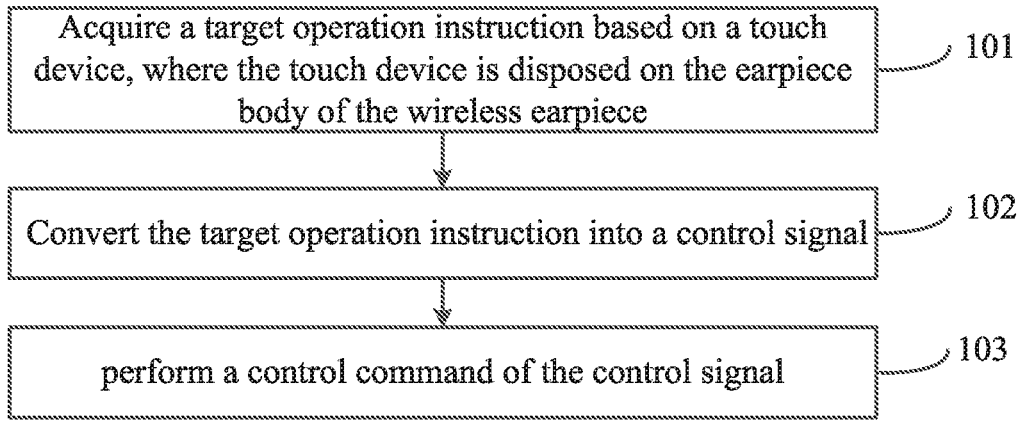 Acquire a target operation instruction based on a touch
device, where the touch device is disposed on the earpiece
body of the wireless earpiece
101
Convert the target operation instruction into a control signal
102
perform a control command of the control signal
103